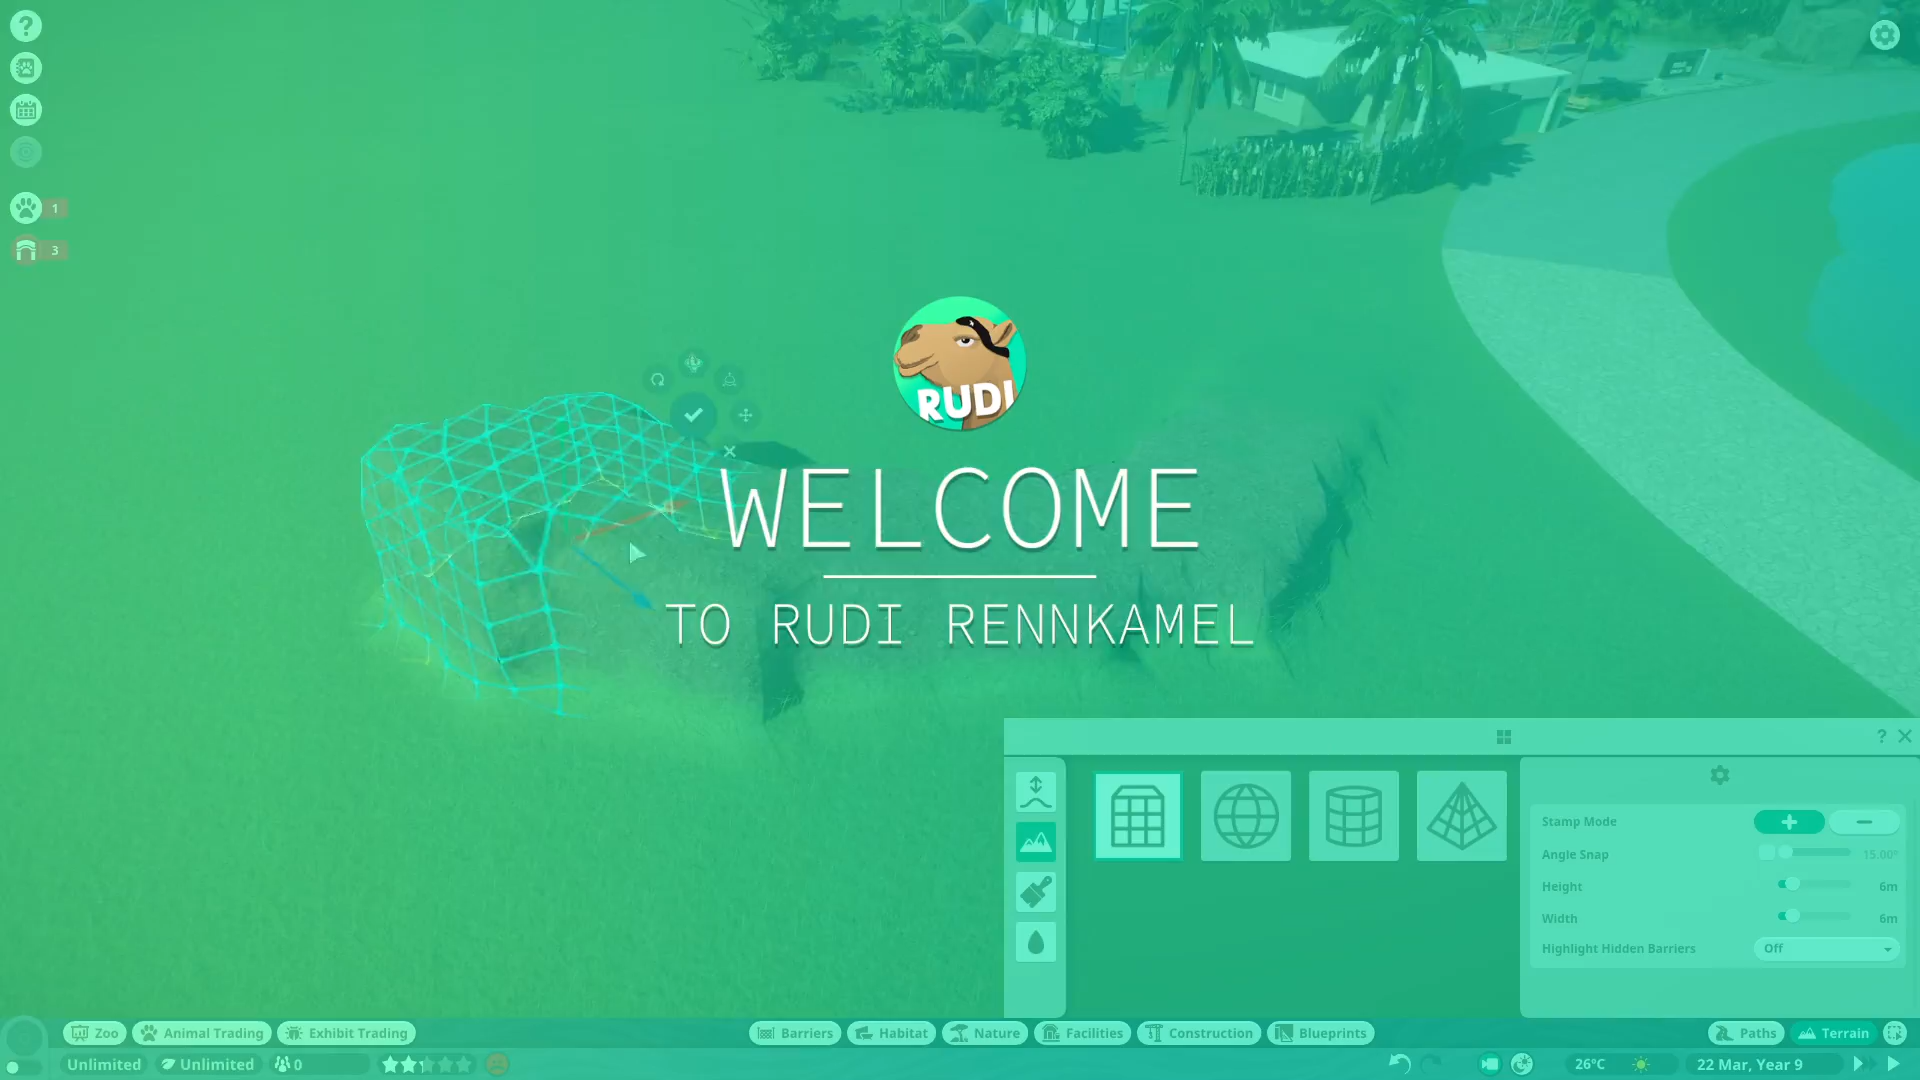 ?
1
3
RUDI
WELCOME
TO RUDI RENNKAMEL
?
Stamp Mode
Angle Snap 15.00°
Height 6m
Width 6m
Highlight Hidden Barriers Off
Zoo Animal Trading Exhibit Trading Barriers Habitat Nature Facilities Construction Blueprints Paths Terrain
Unlimited Unlimited 0 26°C 22 Mar, Year 9